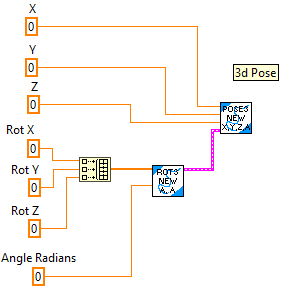 X
0
Y
0
3d Pose
Z
0
POSE3
NEW
X,Y,Z,A
Rot X
0
Rot Y
0
ROT3
NEW
A, A
Rot Z
0
Angle Radians
0